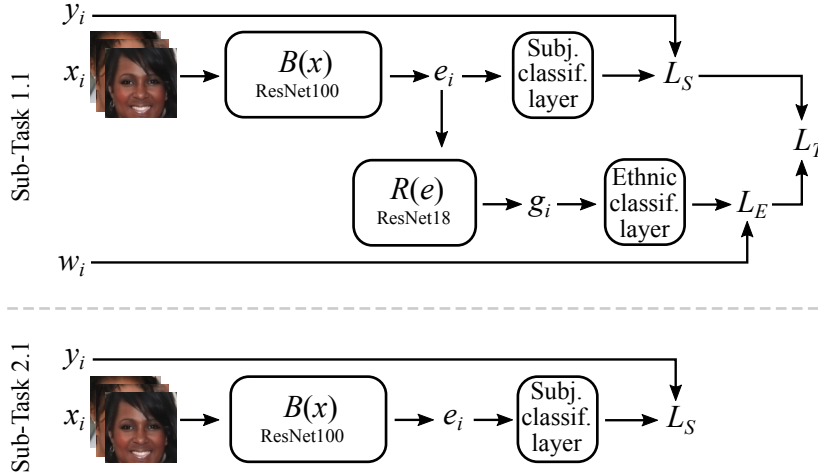 Sub-Task 1.1
y_i
x_i
B(x)
ResNet100
e_i
Subj.
classif.
layer
L_S
L_T
R(e)
ResNet18
g_i
Ethnic
classif.
layer
L_E
w_i
Sub-Task 2.1
y_i
x_i
B(x)
ResNet100
e_i
Subj.
classif.
layer
L_S